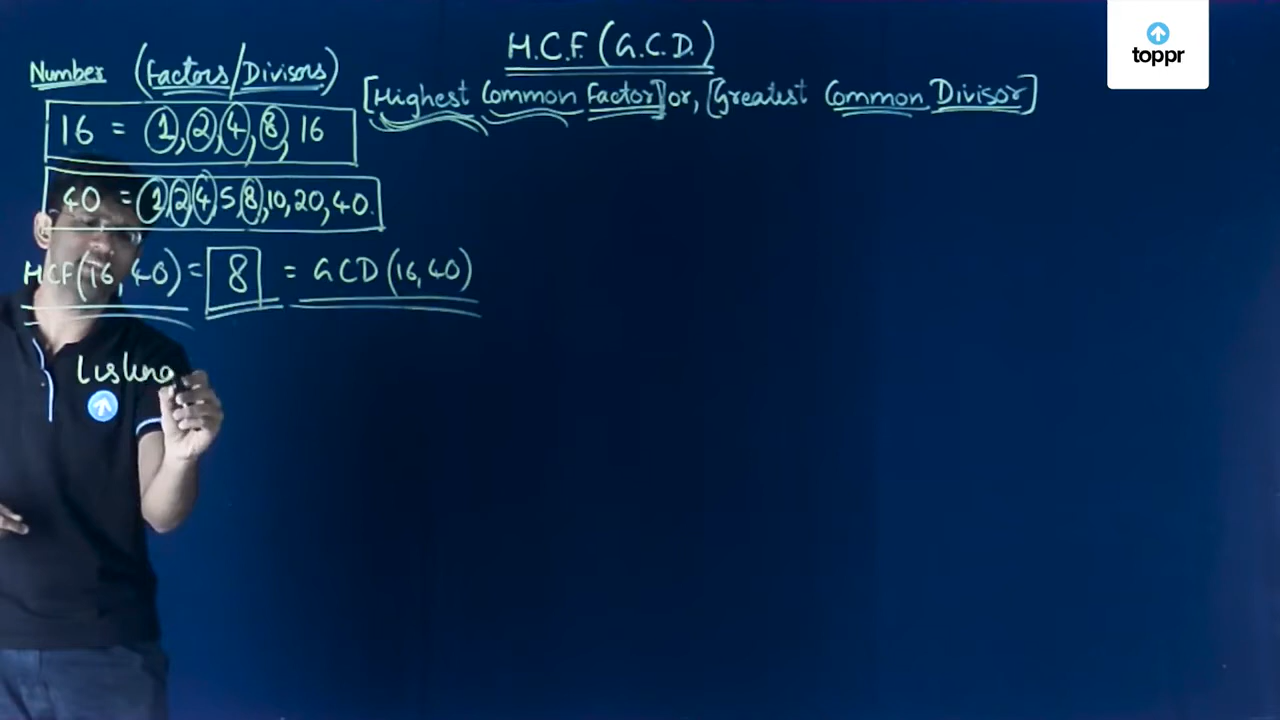 H.C.F. (G.C.D.)
Number (Factors/Divisors)
[Highest Common Factor] or, [Greatest Common Divisor]
16 = 1, 2, 4, 8, 16
40 = 1, 2, 4, 5, 8, 10, 20, 40.
HCF(16, 40) = 8 = GCD (16, 40)
Listing
toppr